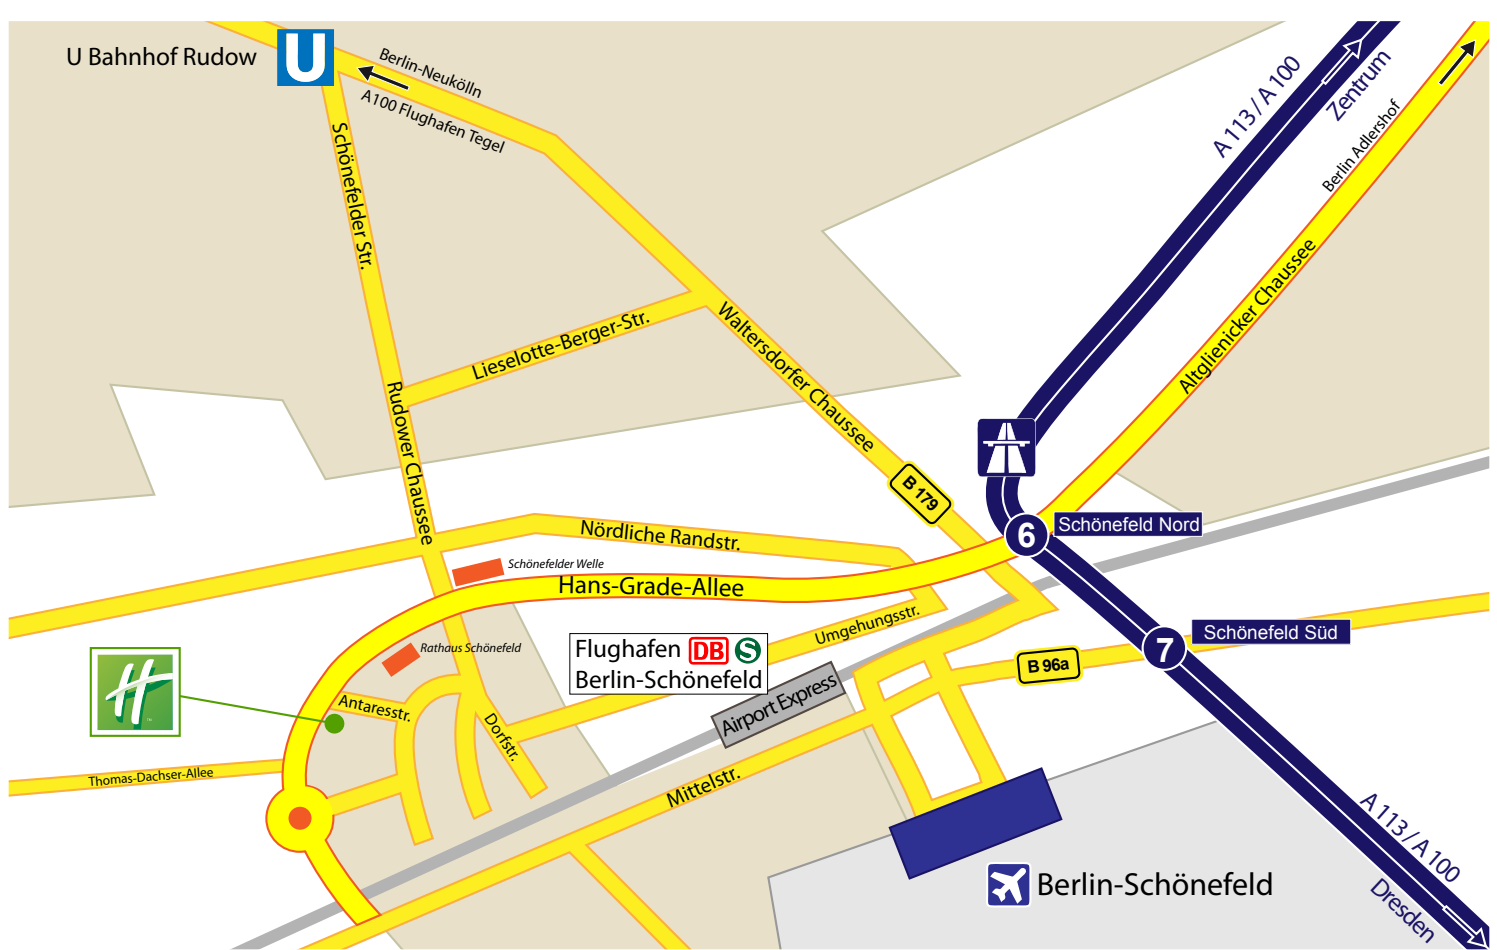 U Bahnhof Rudow
U
Berlin-Neukölln
A100 Flughafen Tegel
Schönefelder Str.
A 113 / A 100
Zentrum
Berlin Adlershof
Altglienicker Chaussee
Lieselotte-Berger-Str.
Waltersdorfer Chaussee
Rudower Chaussee
B 179
6
Schönefeld Nord
Nördliche Randstr.
Schönefelder Welle
Hans-Grade-Allee
Umgehungsstr.
Rathaus Schönefeld
Flughafen DB S
Berlin-Schönefeld
7
Schönefeld Süd
B 96a
H
Antaresstr.
Dorfstr.
Airport Express
Thomas-Dachser-Allee
Mittelstr.
A 113 / A 100
Dresden
Berlin-Schönefeld